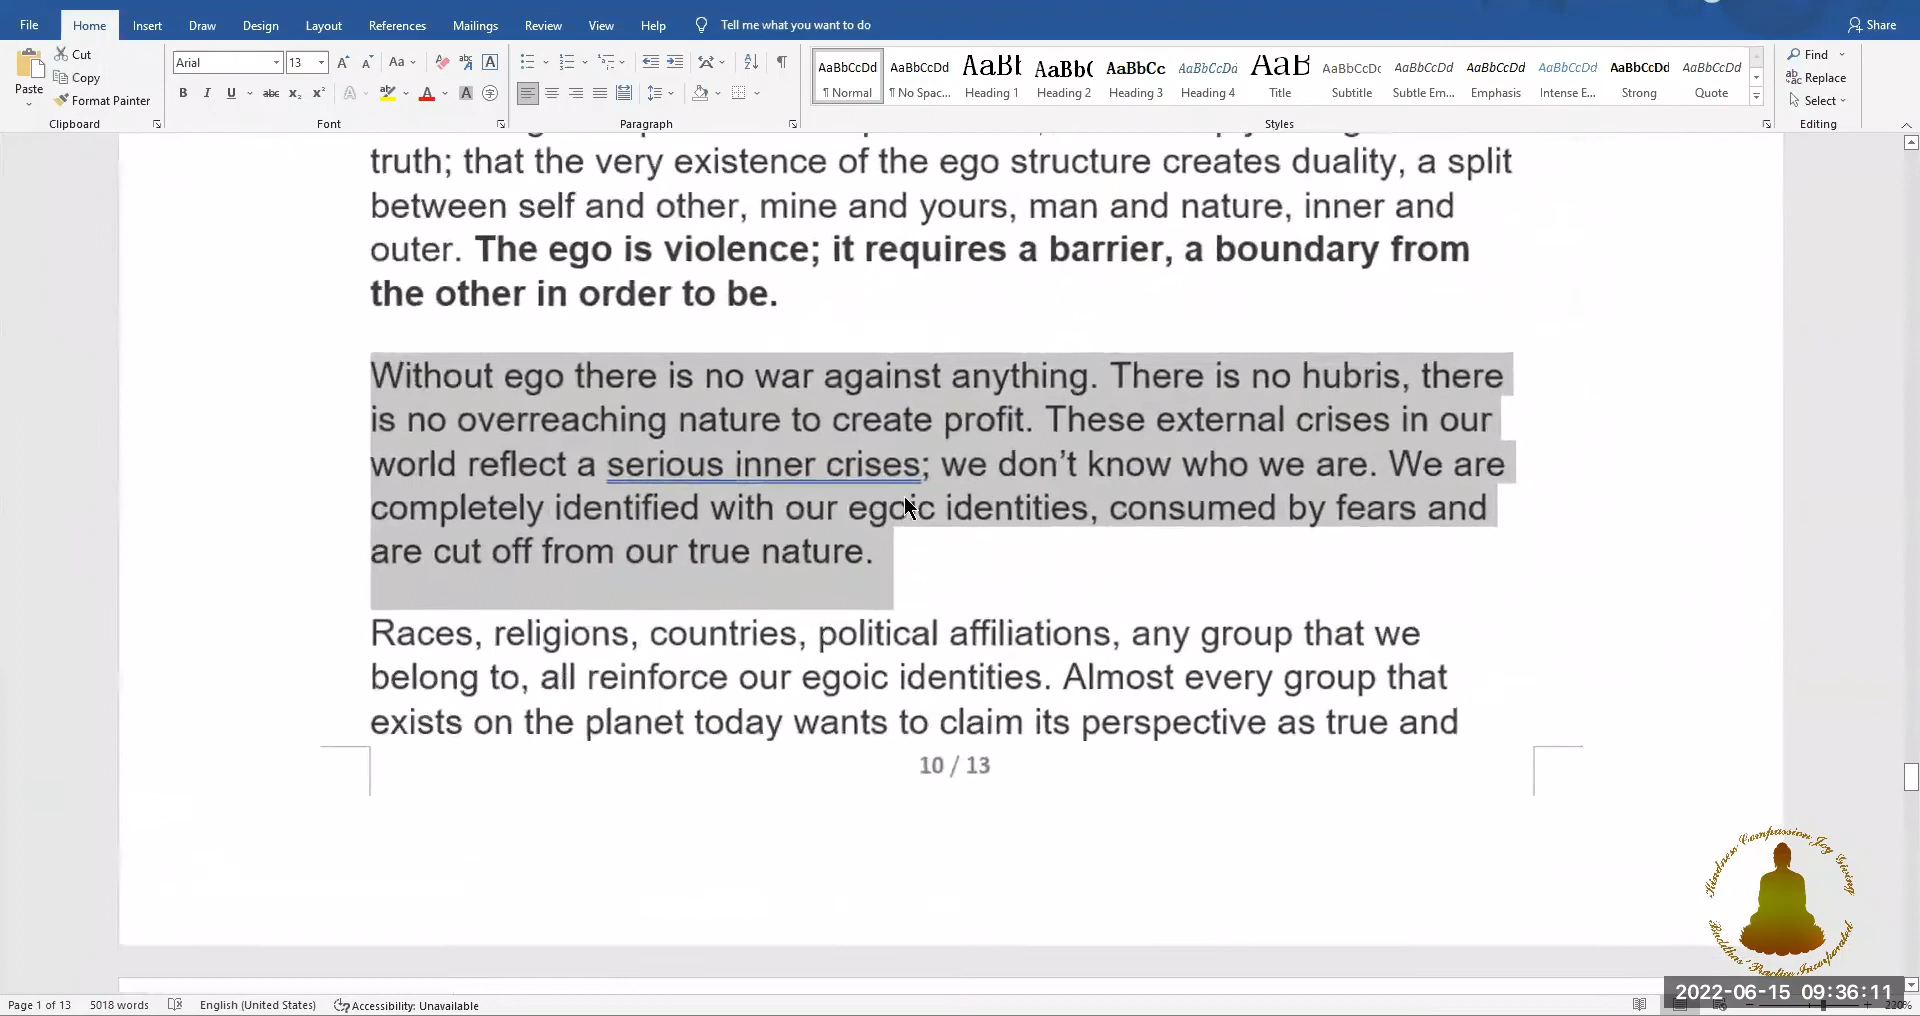 File Home Insert Draw Design Layout References Mailings Review View Help Tell me what you want to do Share
Cut
Copy
Paste
Format Painter
Clipboard
Arial 13
Font
Paragraph
AaBbCcDd AaBbCcDd AaBb AaBb( AaBbCc AaBbCcDd AaB AaBbCcDd AaBbCcDd AaBbCcDd AaBbCcDd AaBbCcDd AaBbCcDd
¶ Normal ¶ No Spac... Heading 1 Heading 2 Heading 3 Heading 4 Title Subtitle Subtle Em... Emphasis Intense E... Strong Quote
Styles
Find
Replace
Select
Editing
truth; that the very existence of the ego structure creates duality, a split
between self and other, mine and yours, man and nature, inner and
outer. The ego is violence; it requires a barrier, a boundary from
the other in order to be.
Without ego there is no war against anything. There is no hubris, there
is no overreaching nature to create profit. These external crises in our
world reflect a serious inner crises; we don’t know who we are. We are
completely identified with our egoic identities, consumed by fears and
are cut off from our true nature.
Races, religions, countries, political affiliations, any group that we
belong to, all reinforce our egoic identities. Almost every group that
exists on the planet today wants to claim its perspective as true and
10 / 13
Kindness Compassion Joy Giving
Buddhas' Practice Incorporated
2022-06-15 09:36:11
Page 1 of 13 5018 words English (United States) Accessibility: Unavailable 220%